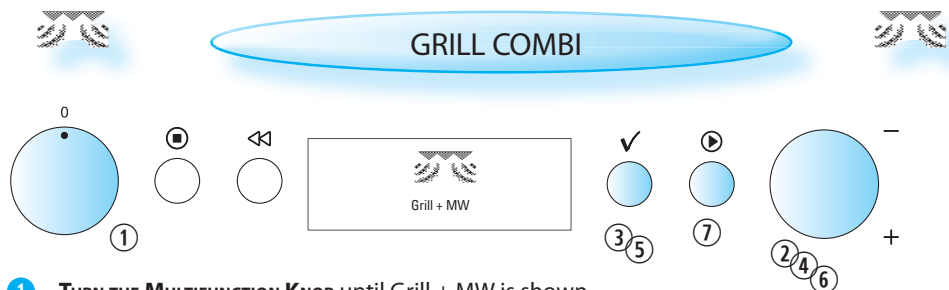 GRILL COMBI
0
−
Grill + MW
+
1
3 5
7
2 4 6
1 TURN THE MULTIFUNCTION KNOB until Grill + MW is shown.